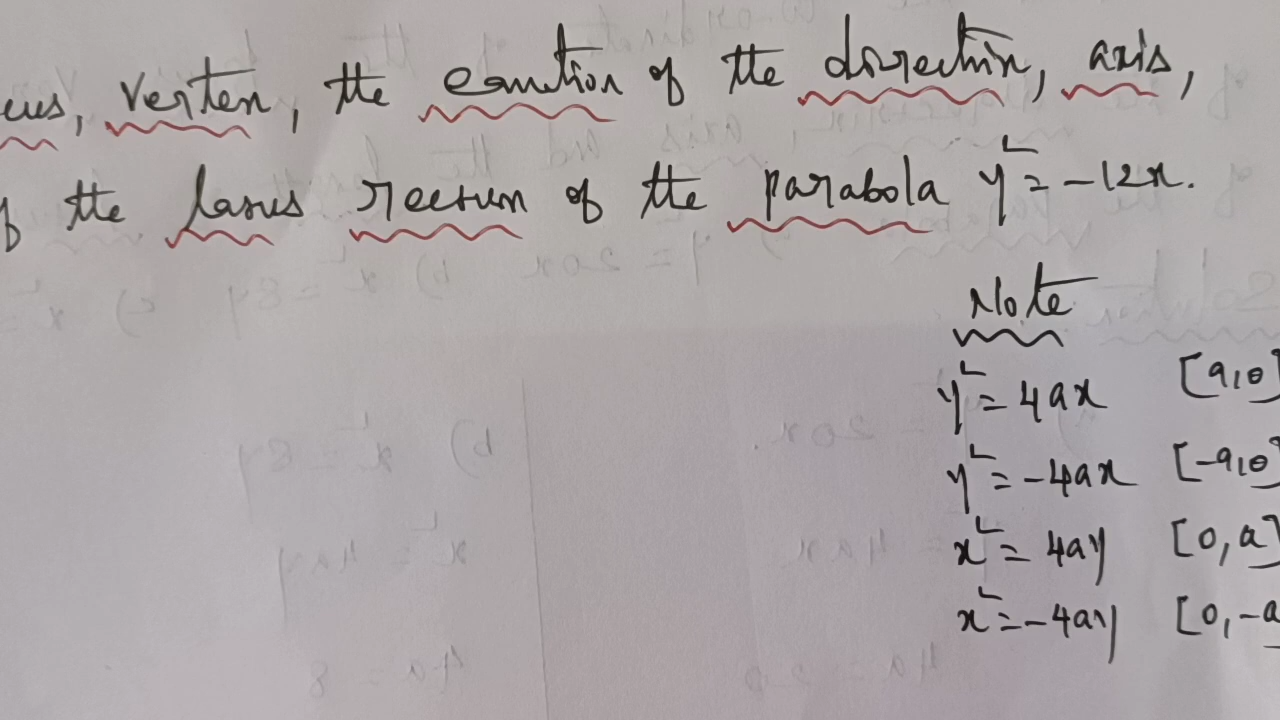 cus, Vertex, the equation of the directrix, axis,
of the latus rectum of the parabola y² = -12x.
Note
y² = 4ax [a,0]
y² = -4ax [-a,0]
x² = 4ay [0,a]
x² = -4ay [0,-a